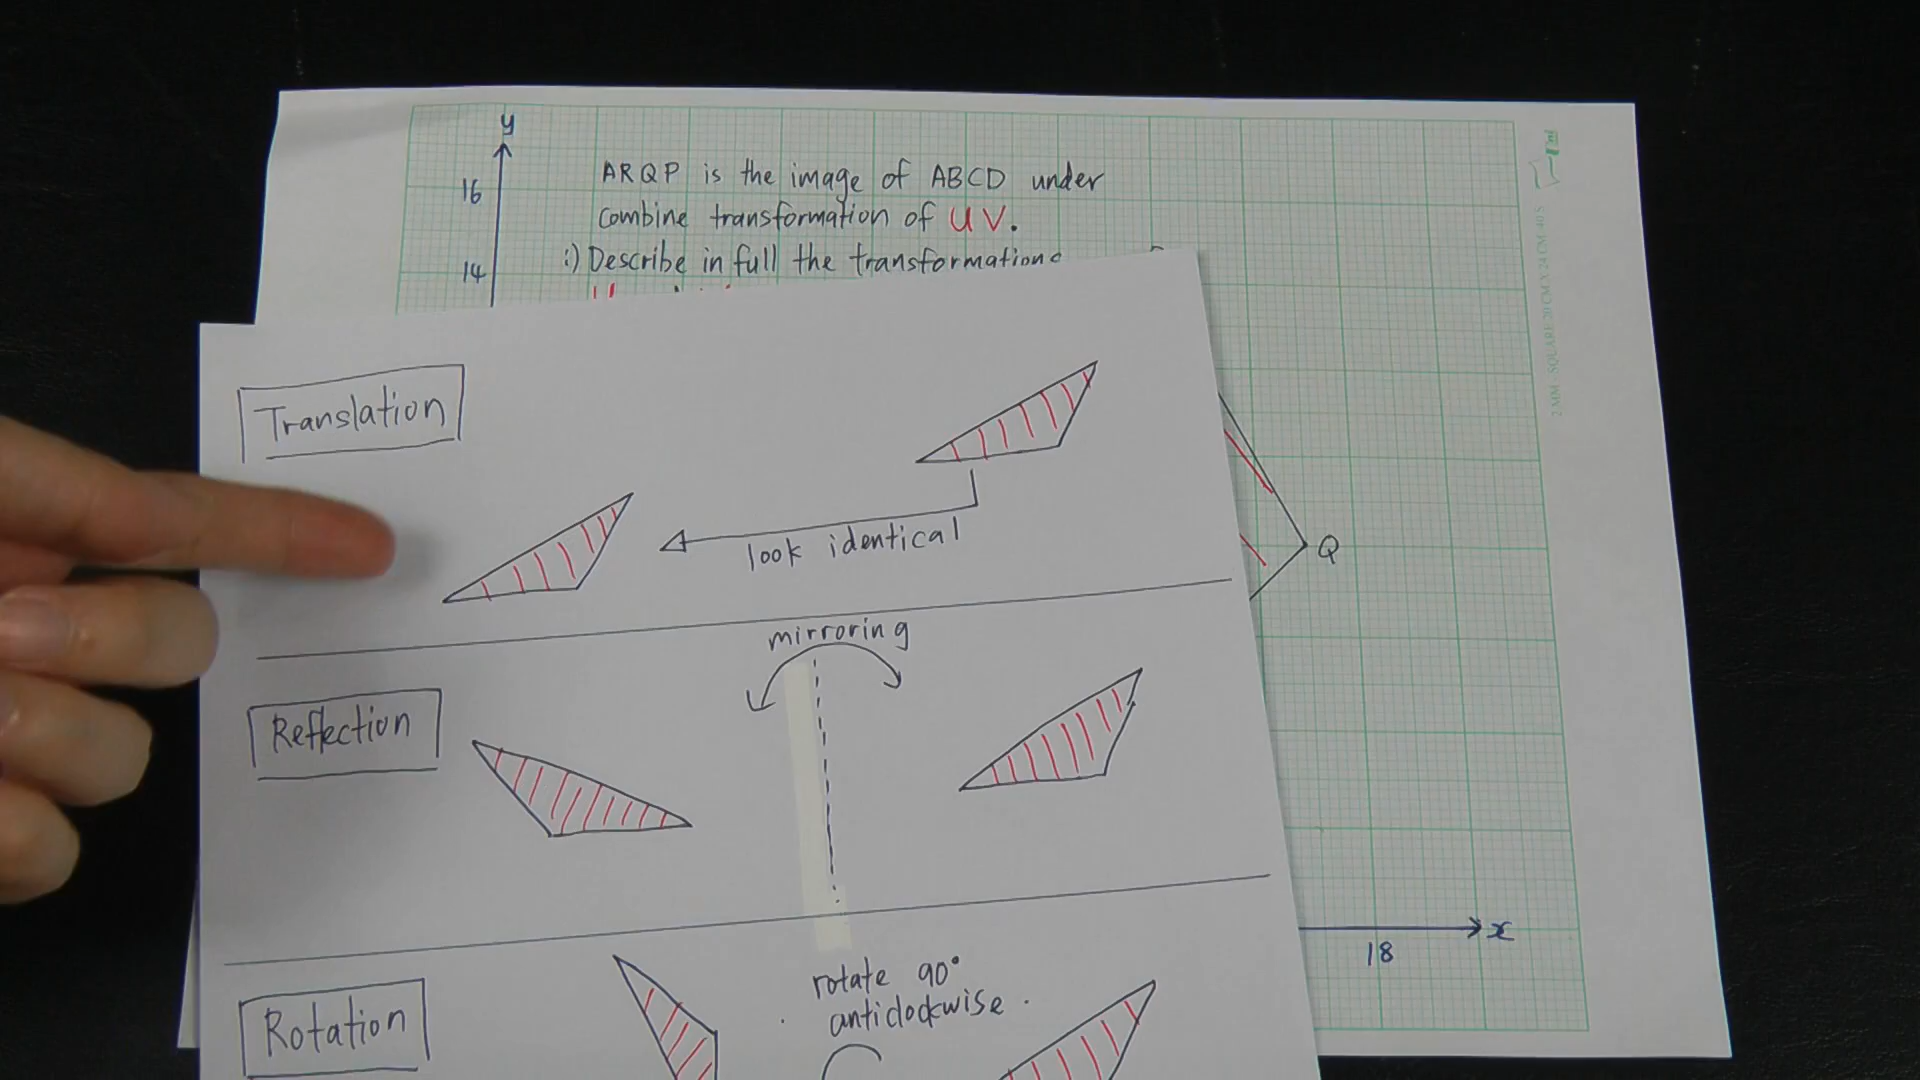 y
16
ARQP is the image of ABCD under
combine transformation of UV.
i) Describe in full the transformations
14
Translation
look identical
Q
mirroring
Reflection
x
18
rotate 90°
anticlockwise.
Rotation